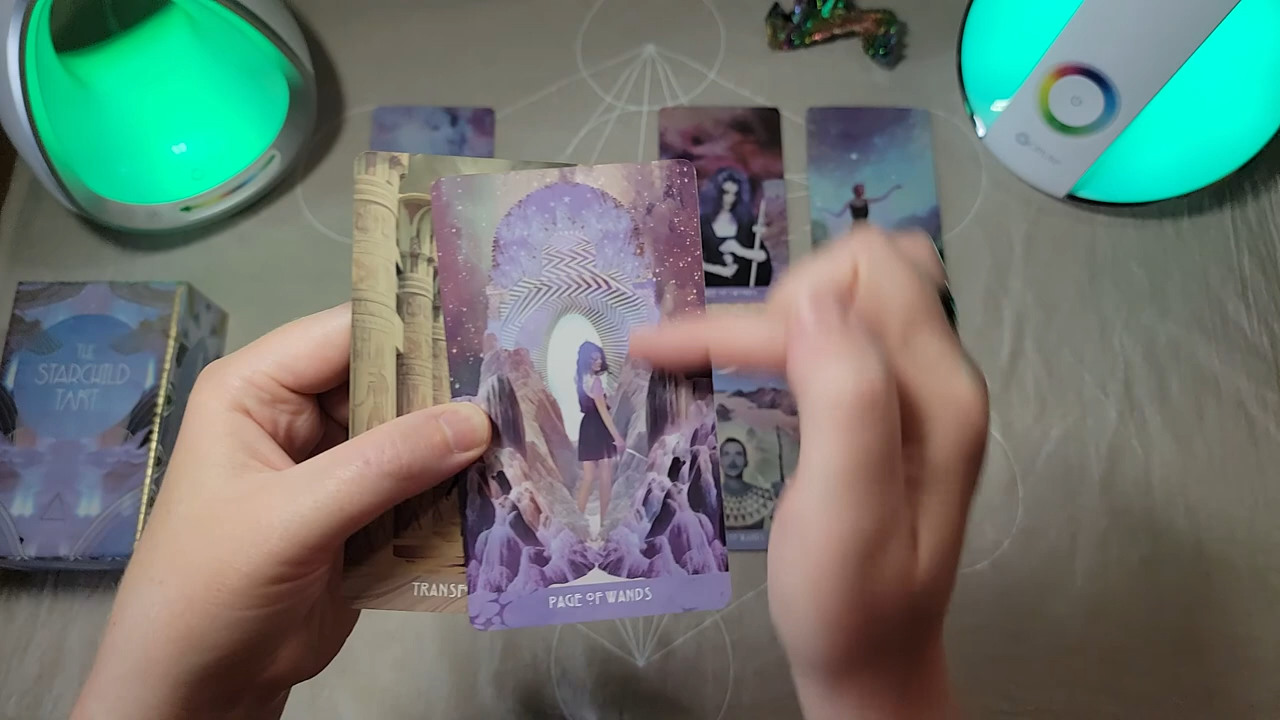 THE
STARCHILD
TAROT
TRANSF
PAGE OF WANDS